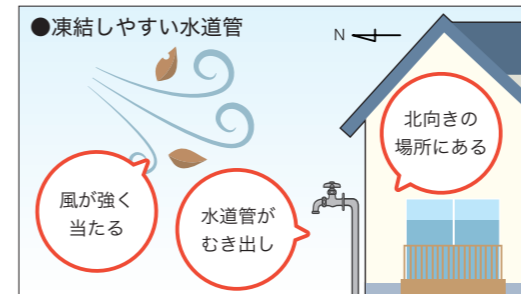 ●凍結しやすい水道管
N
北向きの
場所にある
風が強く
当たる
水道管が
むき出し